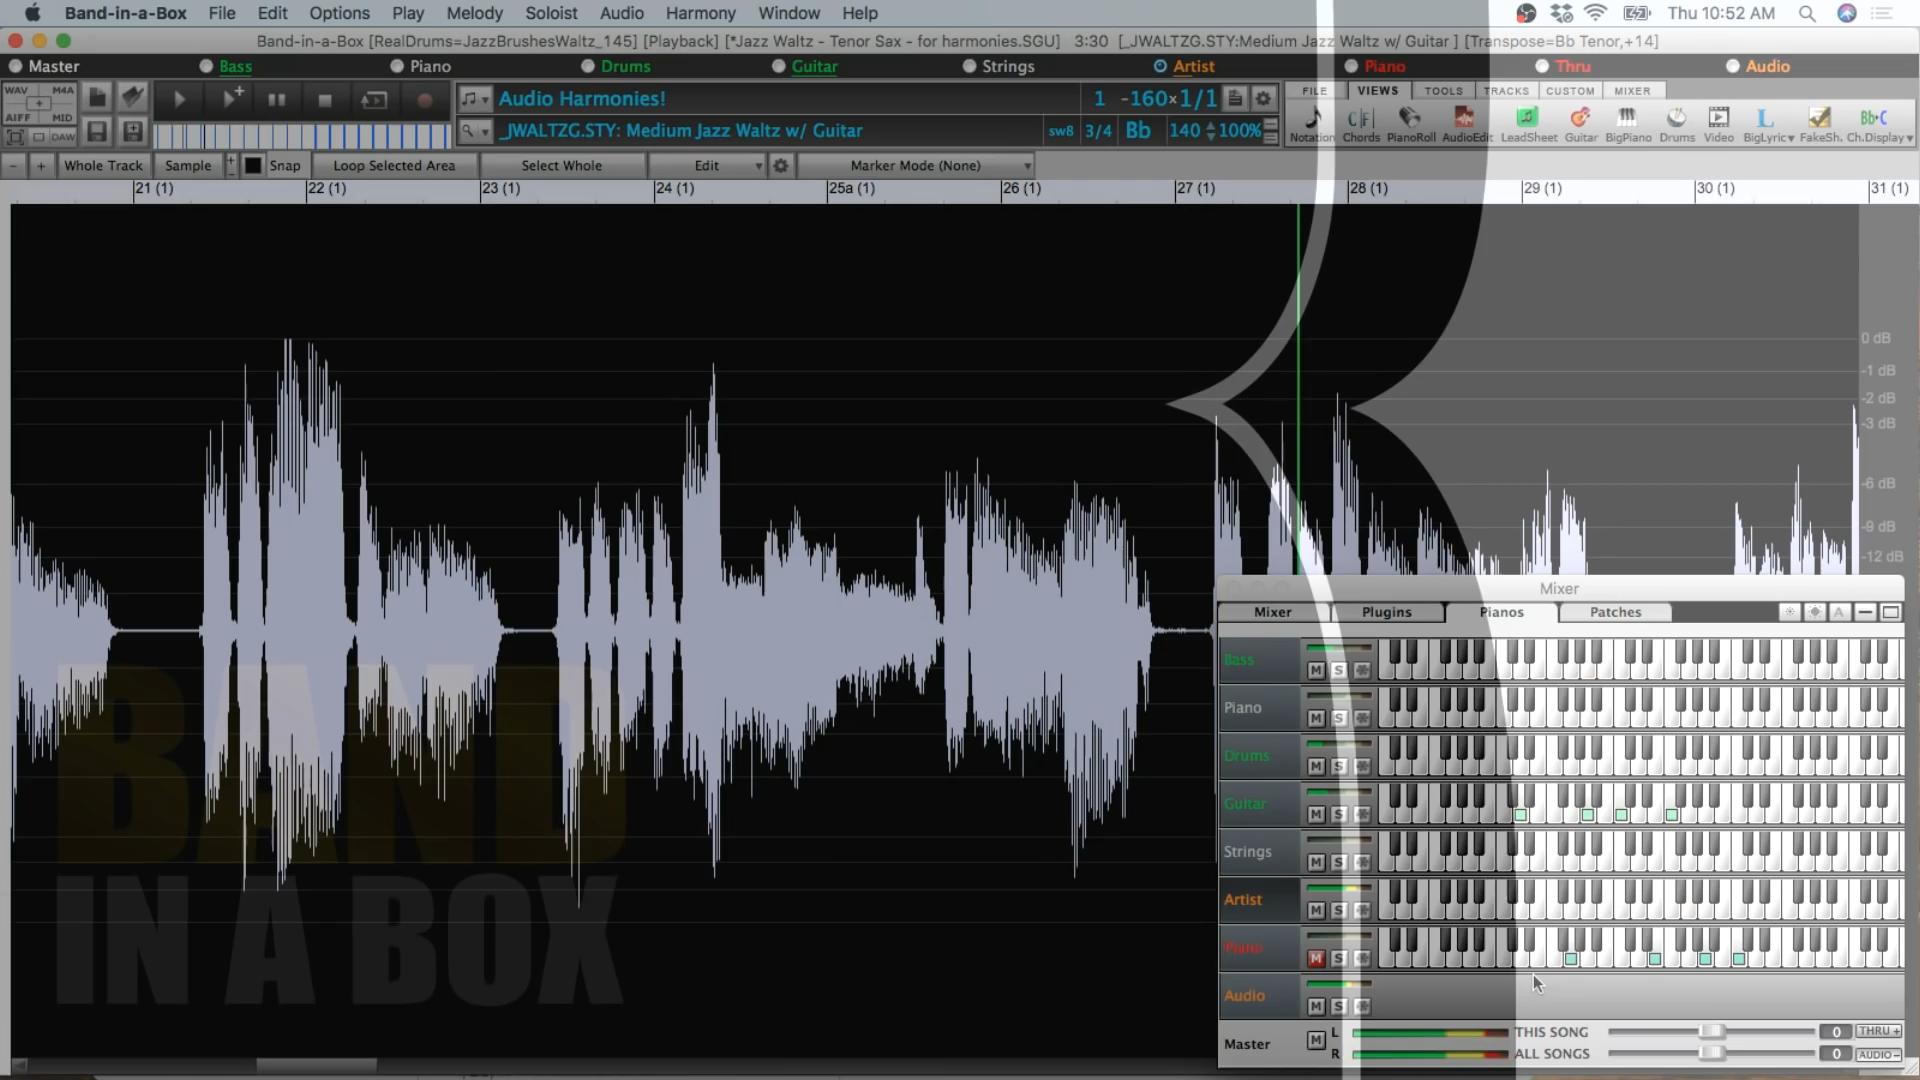 Band-in-a-Box File Edit Options Play Melody Soloist Audio Harmony Window Help Thu 10:52 AM
Band-in-a-Box [RealDrums=JazzBrushesWaltz_145] [Playback] [*Jazz Waltz - Tenor Sax - for harmonies.SGU] 3:30 [_JWALTZG.STY:Medium Jazz Waltz w/ Guitar ] [Transpose=Bb Tenor,+14]
Master Bass Piano Drums Guitar Strings Artist Piano Thru Audio
WAV M4A
AIFF MID
DAW
Audio Harmonies! 1 -160×1/1
_JWALTZG.STY: Medium Jazz Waltz w/ Guitar sw8 3/4 Bb 140 100%
FILE VIEWS TOOLS TRACKS CUSTOM MIXER
Notation Chords PianoRoll AudioEdit LeadSheet Guitar BigPiano Drums Video BigLyric FakeSh. Ch.Display
- + Whole Track Sample Snap Loop Selected Area Select Whole Edit Marker Mode (None)
21 (1) 22 (1) 23 (1) 24 (1) 25a (1) 26 (1) 27 (1) 28 (1) 29 (1) 30 (1) 31 (1)
0 dB
-1 dB
-2 dB
-3 dB
-6 dB
-9 dB
-12 dB
Mixer
Mixer Plugins Pianos Patches A
Bass M S
Piano M S
Drums M S
Guitar M S
Strings M S
Artist M S
Piano M S
Audio M S
Master M L THIS SONG 0 THRU +
R ALL SONGS 0 AUDIO−
BAND
IN A BOX